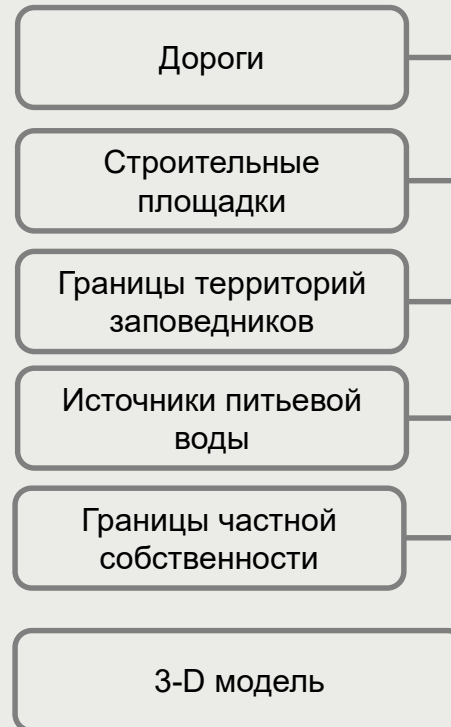 Дороги
Строительные
площадки
Границы территорий
заповедников
Источники питьевой
воды
Границы частной
собственности
3-D модель